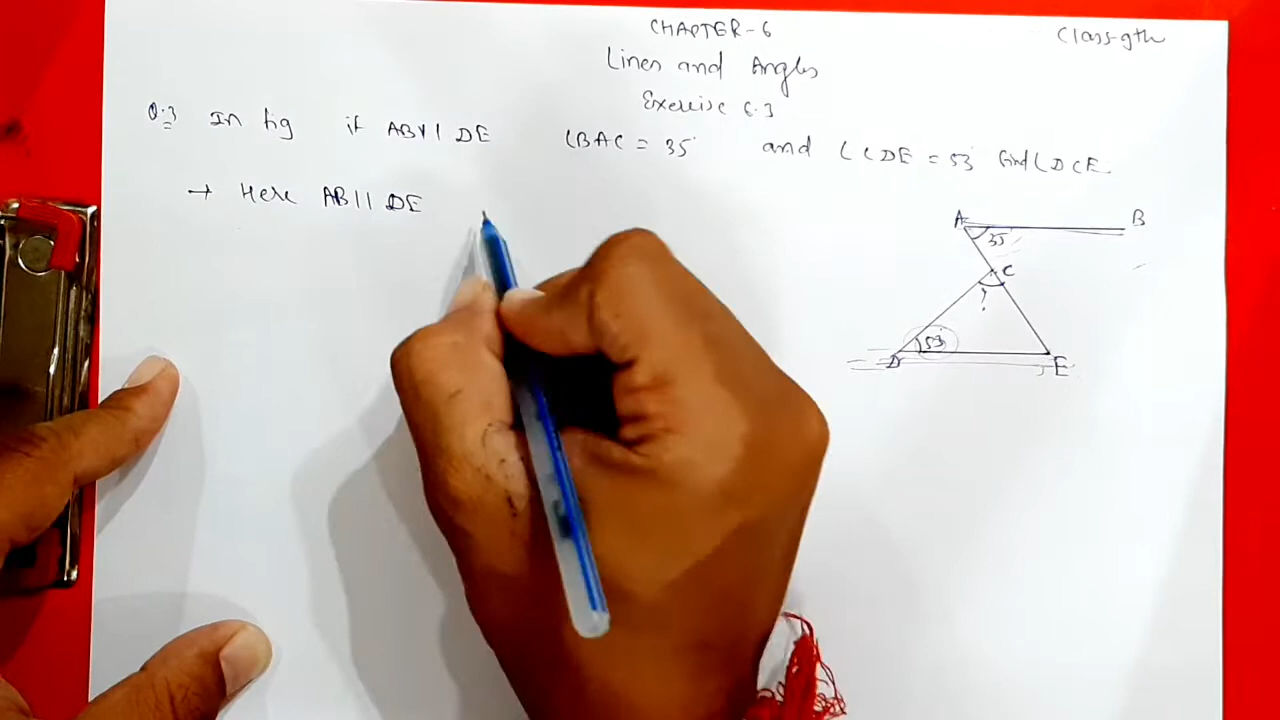 CHAPTER-6
Class-9th
Lines and Angles
Exercise 6.3
Q.3 In fig if AB || DE ∠BAC = 35° and ∠CDE = 53° find ∠DCE.
→ Here AB || DE
A B
35°
C
?
53°
D E